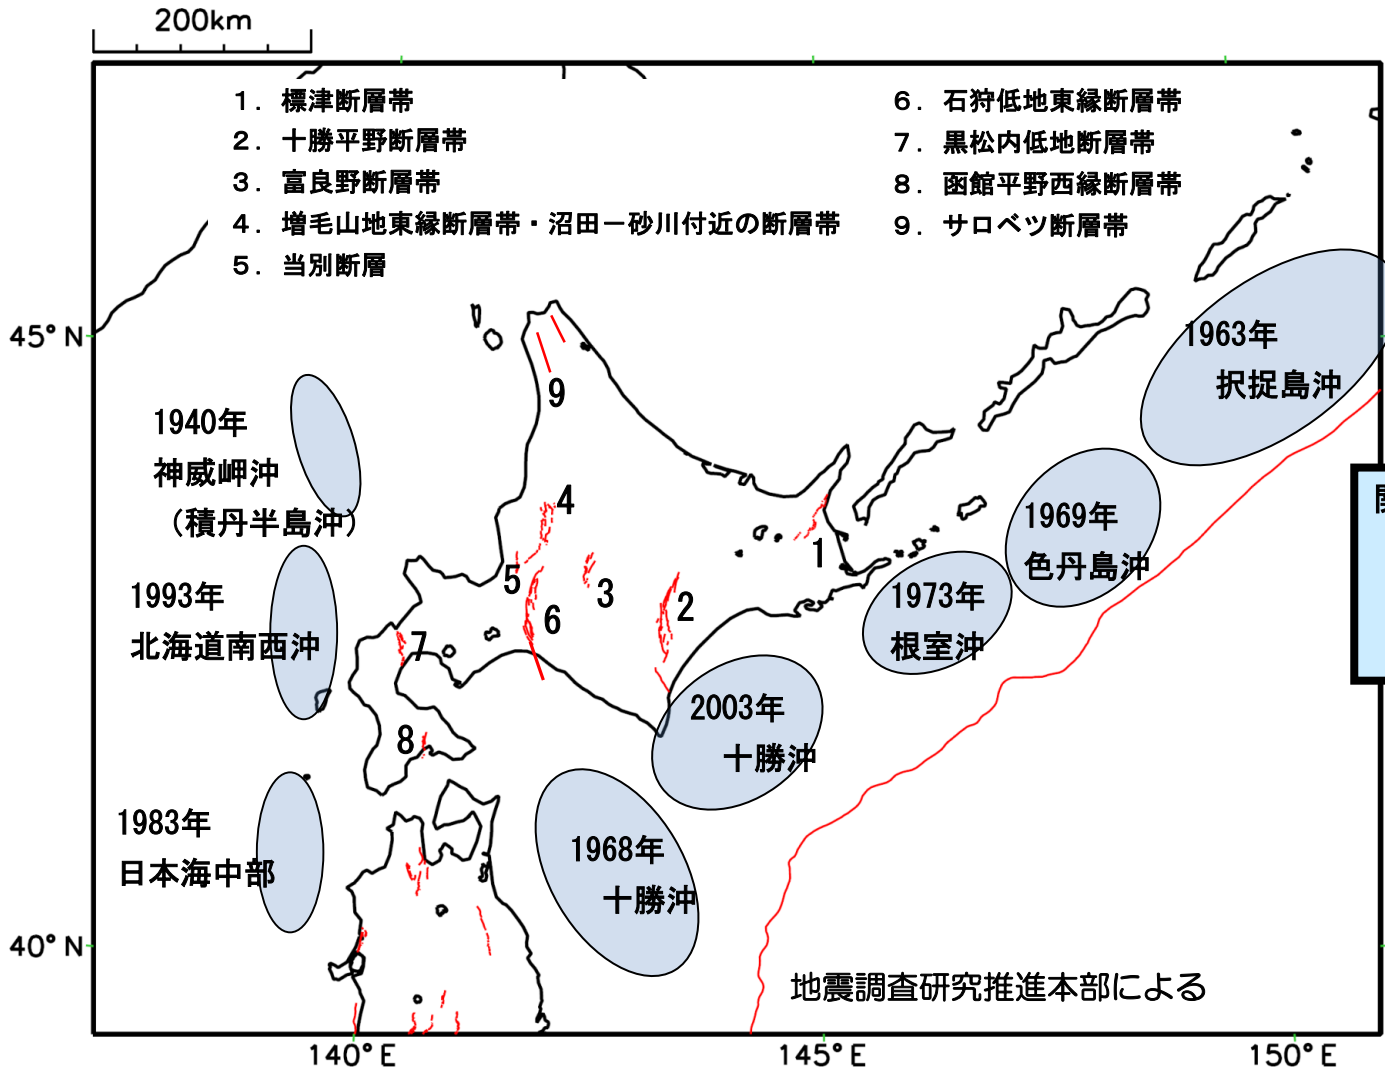 200km
1. 標津断層帯
2. 十勝平野断層帯
3. 富良野断層帯
4. 増毛山地東縁断層帯・沼田－砂川付近の断層帯
5. 当別断層
6. 石狩低地東縁断層帯
7. 黒松内低地断層帯
8. 函館平野西縁断層帯
9. サロベツ断層帯
45°N
1963年
択捉島沖
9
1940年
神威岬沖
（積丹半島沖）
4
1969年
色丹島沖
1
5
3
2
6
1973年
根室沖
1993年
北海道南西沖
7
2003年
十勝沖
8
1983年
日本海中部
1968年
十勝沖
40°N
地震調査研究推進本部による
140°E
145°E
150°E